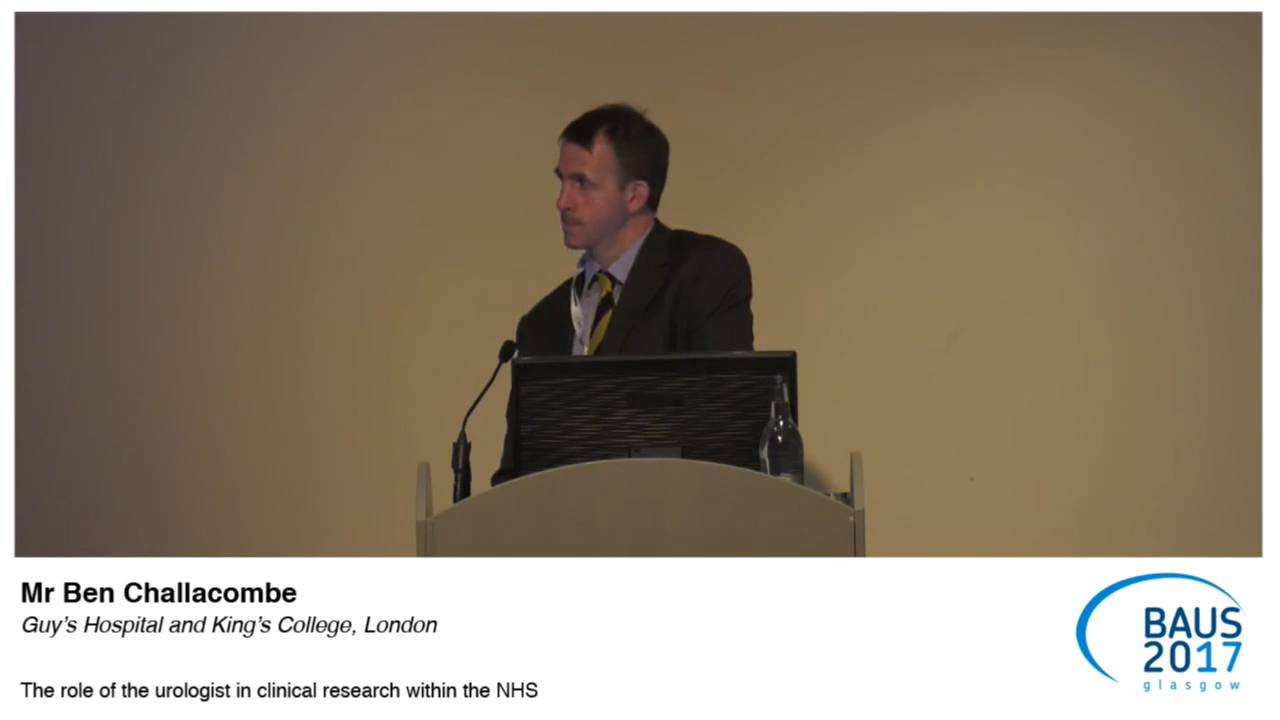 Mr Ben Challacombe
Guy's Hospital and King's College, London
The role of the urologist in clinical research within the NHS
BAUS
2017
glasgow